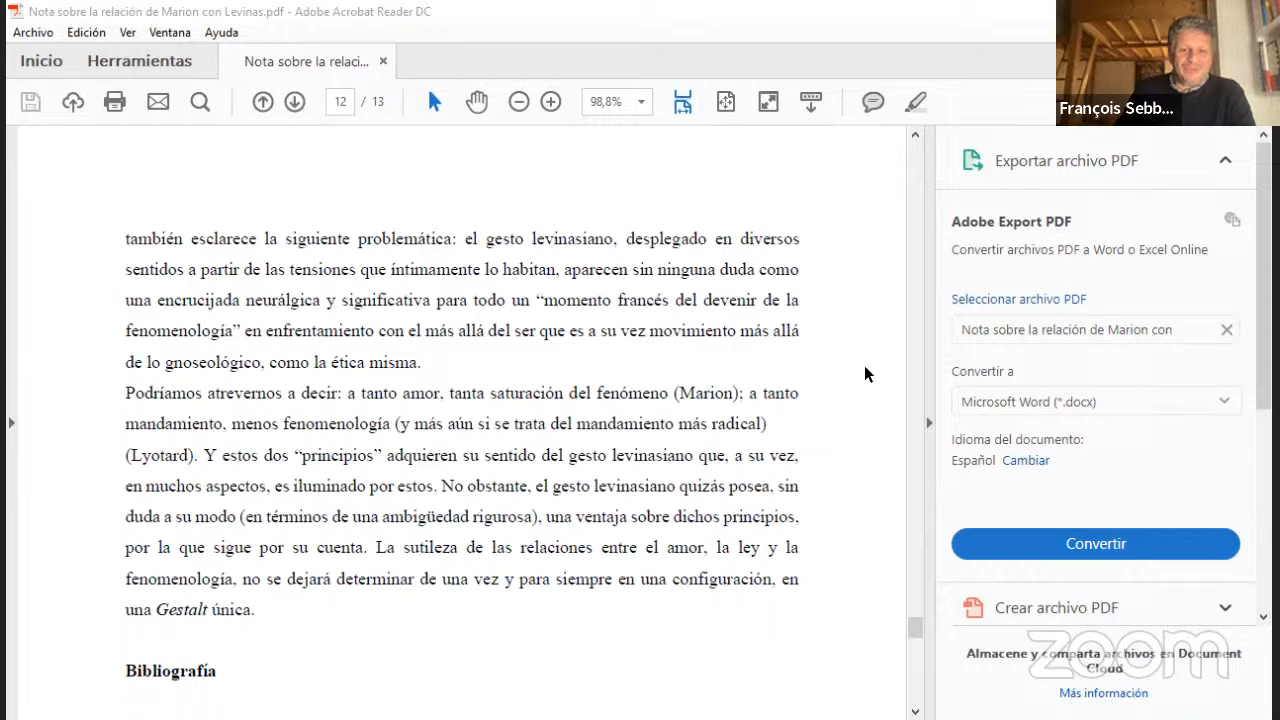 Nota sobre la relación de Marion con Levinas.pdf - Adobe Acrobat Reader DC
Archivo Edición Ver Ventana Ayuda
Inicio Herramientas Nota sobre la relaci... ×
12 / 13 98,8%
François Sebb...
también esclarece la siguiente problemática: el gesto levinasiano, desplegado en diversos
sentidos a partir de las tensiones que íntimamente lo habitan, aparecen sin ninguna duda como
una encrucijada neurálgica y significativa para todo un “momento francés del devenir de la
fenomenología” en enfrentamiento con el más allá del ser que es a su vez movimiento más allá
de lo gnoseológico, como la ética misma.
Podríamos atrevernos a decir: a tanto amor, tanta saturación del fenómeno (Marion); a tanto
mandamiento, menos fenomenología (y más aún si se trata del mandamiento más radical)
(Lyotard). Y estos dos “principios” adquieren su sentido del gesto levinasiano que, a su vez,
en muchos aspectos, es iluminado por estos. No obstante, el gesto levinasiano quizás posea, sin
duda a su modo (en términos de una ambigüedad rigurosa), una ventaja sobre dichos principios,
por la que sigue por su cuenta. La sutileza de las relaciones entre el amor, la ley y la
fenomenología, no se dejará determinar de una vez y para siempre en una configuración, en
una Gestalt única.
Bibliografía
Exportar archivo PDF
Adobe Export PDF
Convertir archivos PDF a Word o Excel Online
Seleccionar archivo PDF
Nota sobre la relación de Marion con
Convertir a
Microsoft Word (*.docx)
Idioma del documento:
Español Cambiar
Convertir
Crear archivo PDF
Almacene y comparta archivos en Document
Cloud
Más información
zoom